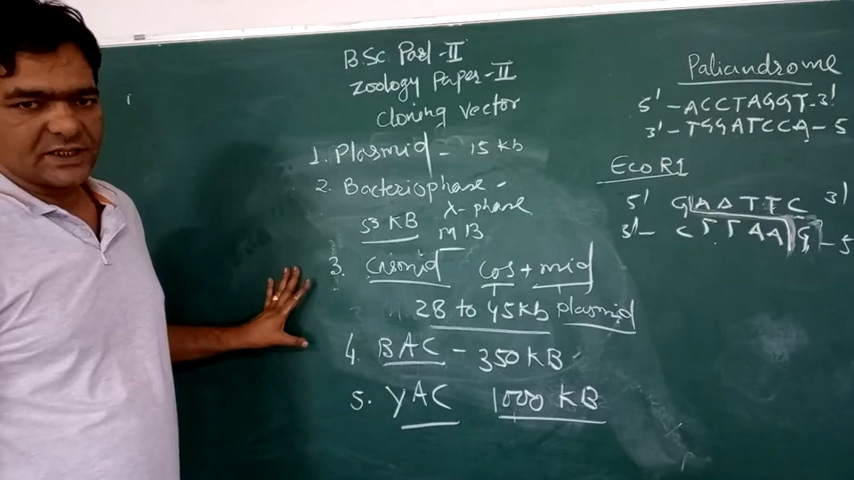 BSc Part-II
Zoology Paper-II
Cloning Vector
1. Plasmid - 15 kb
2. Bacteriophase -
53 KB λ-phase
M 13
3. Cosmid cos + mid
28 to 45kb plasmid
4. BAC - 350 KB
5. YAC 1000 KB
Paliandrome
5' - ACCTAGGT - 3'
3' - TGGATCCA - 5
EcoR1
5' GAATTC 3'
3' - CTTAAG - 5